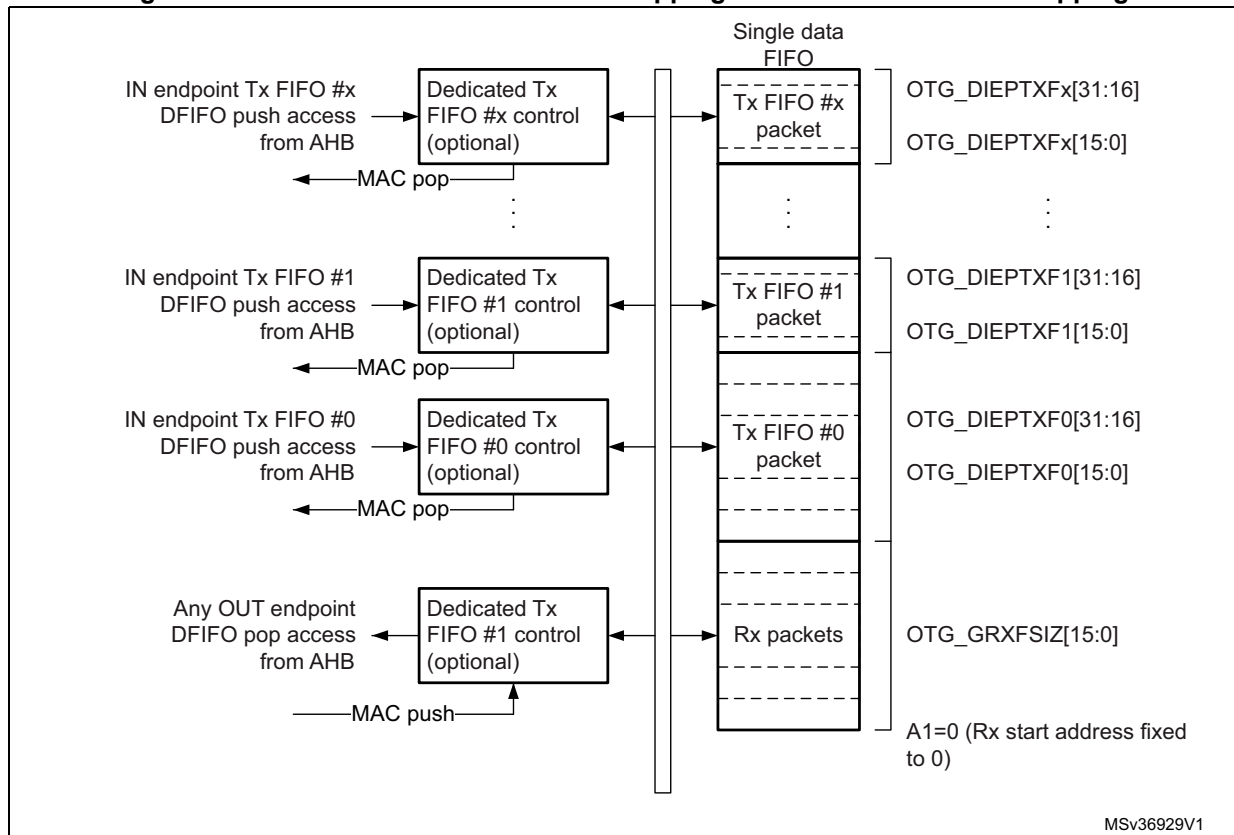 Single data
FIFO
IN endpoint Tx FIFO #x
DFIFO push access
from AHB
Dedicated Tx
FIFO #x control
(optional)
MAC pop
Tx FIFO #x
packet
OTG_DIEPTXFx[31:16]
OTG_DIEPTXFx[15:0]
IN endpoint Tx FIFO #1
DFIFO push access
from AHB
Dedicated Tx
FIFO #1 control
(optional)
MAC pop
Tx FIFO #1
packet
OTG_DIEPTXF1[31:16]
OTG_DIEPTXF1[15:0]
IN endpoint Tx FIFO #0
DFIFO push access
from AHB
Dedicated Tx
FIFO #0 control
(optional)
MAC pop
Tx FIFO #0
packet
OTG_DIEPTXF0[31:16]
OTG_DIEPTXF0[15:0]
Any OUT endpoint
DFIFO pop access
from AHB
Dedicated Tx
FIFO #1 control
(optional)
MAC push
Rx packets
OTG_GRXFSIZ[15:0]
A1=0 (Rx start address fixed
to 0)
MSv36929V1